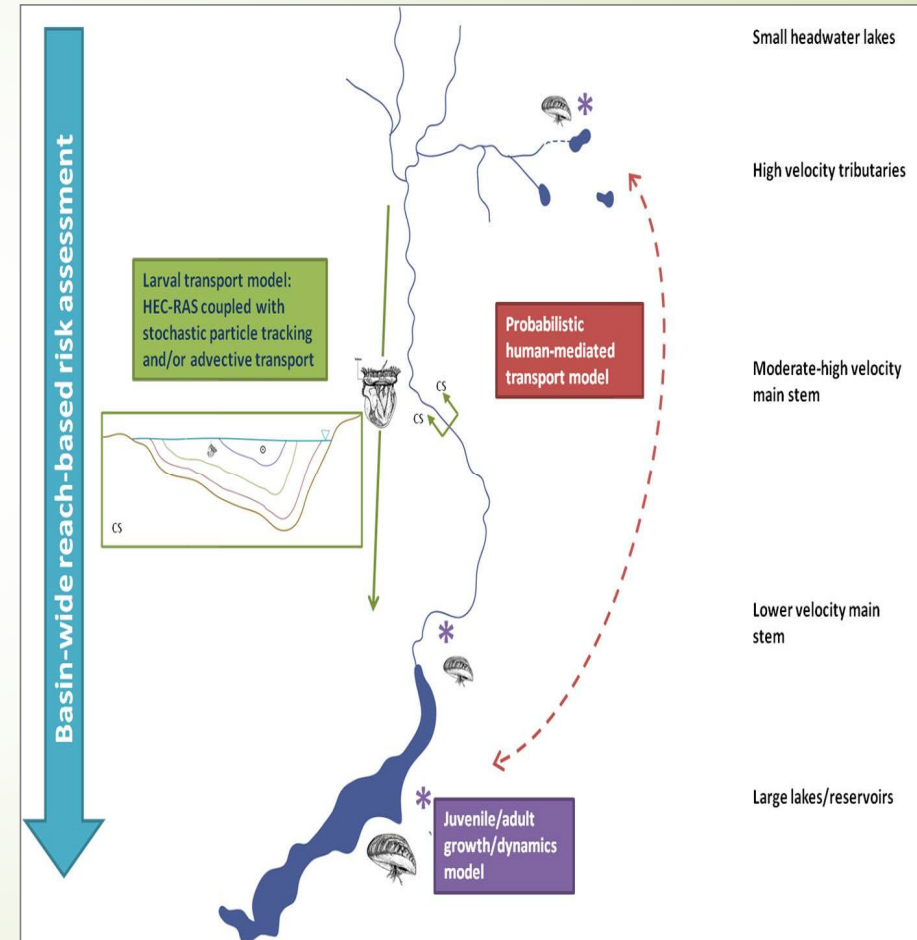 Basin-wide reach-based risk assessment
Small headwater lakes
*
High velocity tributaries
Larval transport model:
HEC-RAS coupled with
stochastic particle tracking
and/or advective transport
Probabilistic
human-mediated
transport model
Moderate-high velocity
main stem
CS
CS
CS
Lower velocity main
stem
*
Large lakes/reservoirs
*
Juvenile/adult
growth/dynamics
model